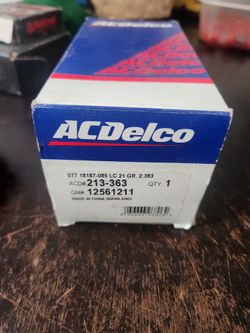 ACDelco
077 18187-085 LC 21 GR. 2.383
ACD# 213-363 QTY. 1
GM# 12561211
MADE IN CHINA (MAINLAND)